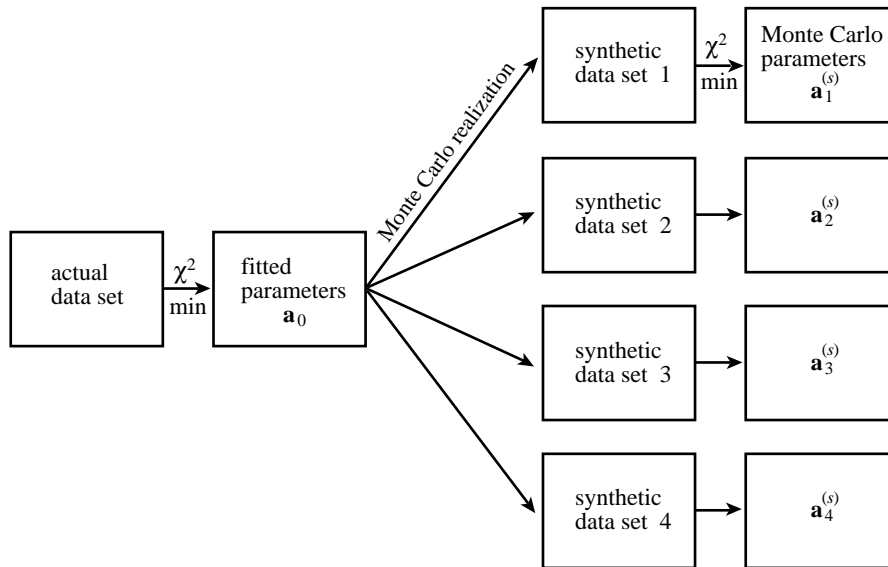 actual
data set
χ²
min
fitted
parameters
a₀
Monte Carlo realization
synthetic
data set 1
χ²
min
Monte Carlo
parameters
a₁⁽ˢ⁾
synthetic
data set 2
a₂⁽ˢ⁾
synthetic
data set 3
a₃⁽ˢ⁾
synthetic
data set 4
a₄⁽ˢ⁾